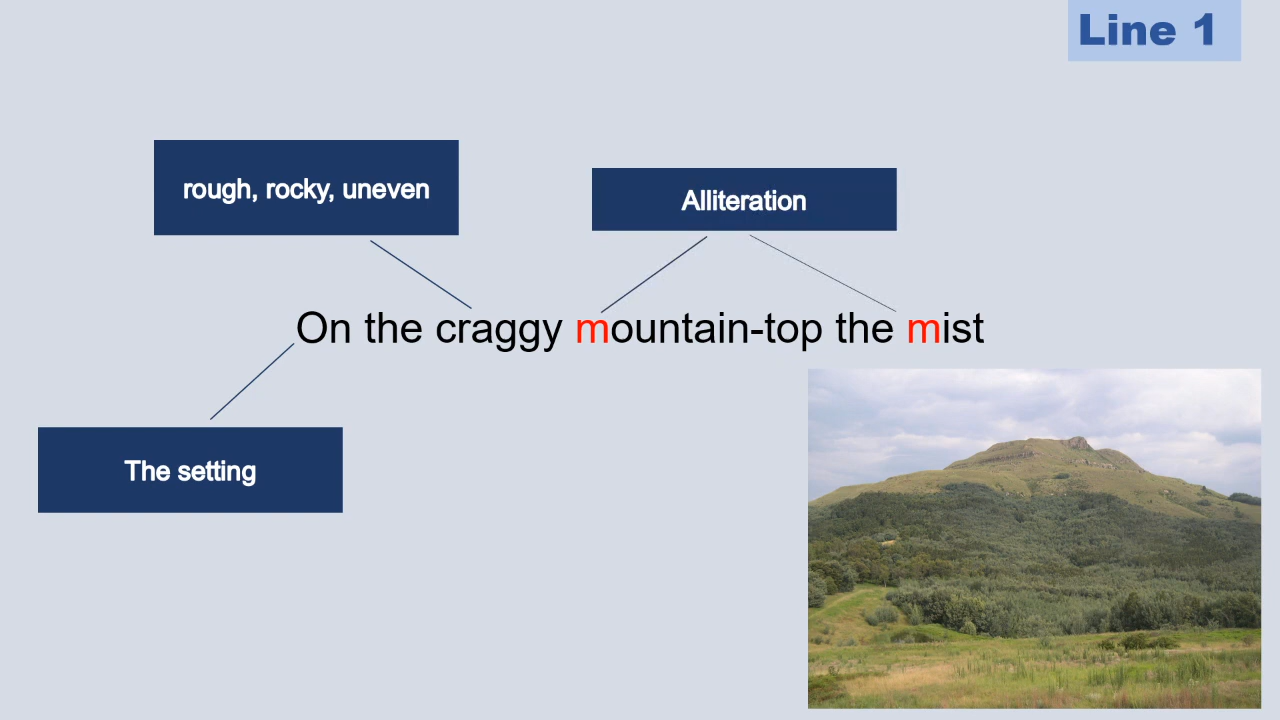 Line 1
rough, rocky, uneven
Alliteration
On the craggy mountain-top the mist
The setting